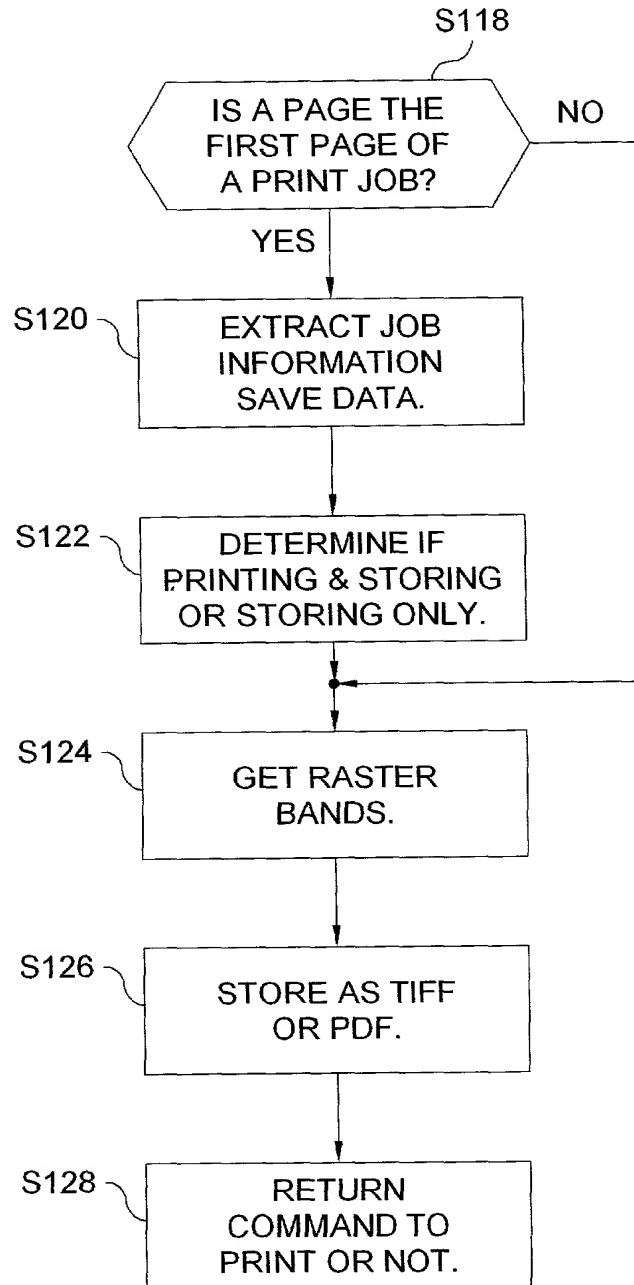 S118
IS A PAGE THE
FIRST PAGE OF
A PRINT JOB?
NO
YES
S120
EXTRACT JOB
INFORMATION
SAVE DATA.
S122
DETERMINE IF
PRINTING & STORING
OR STORING ONLY.
S124
GET RASTER
BANDS.
S126
STORE AS TIFF
OR PDF.
S128
RETURN
COMMAND TO
PRINT OR NOT.